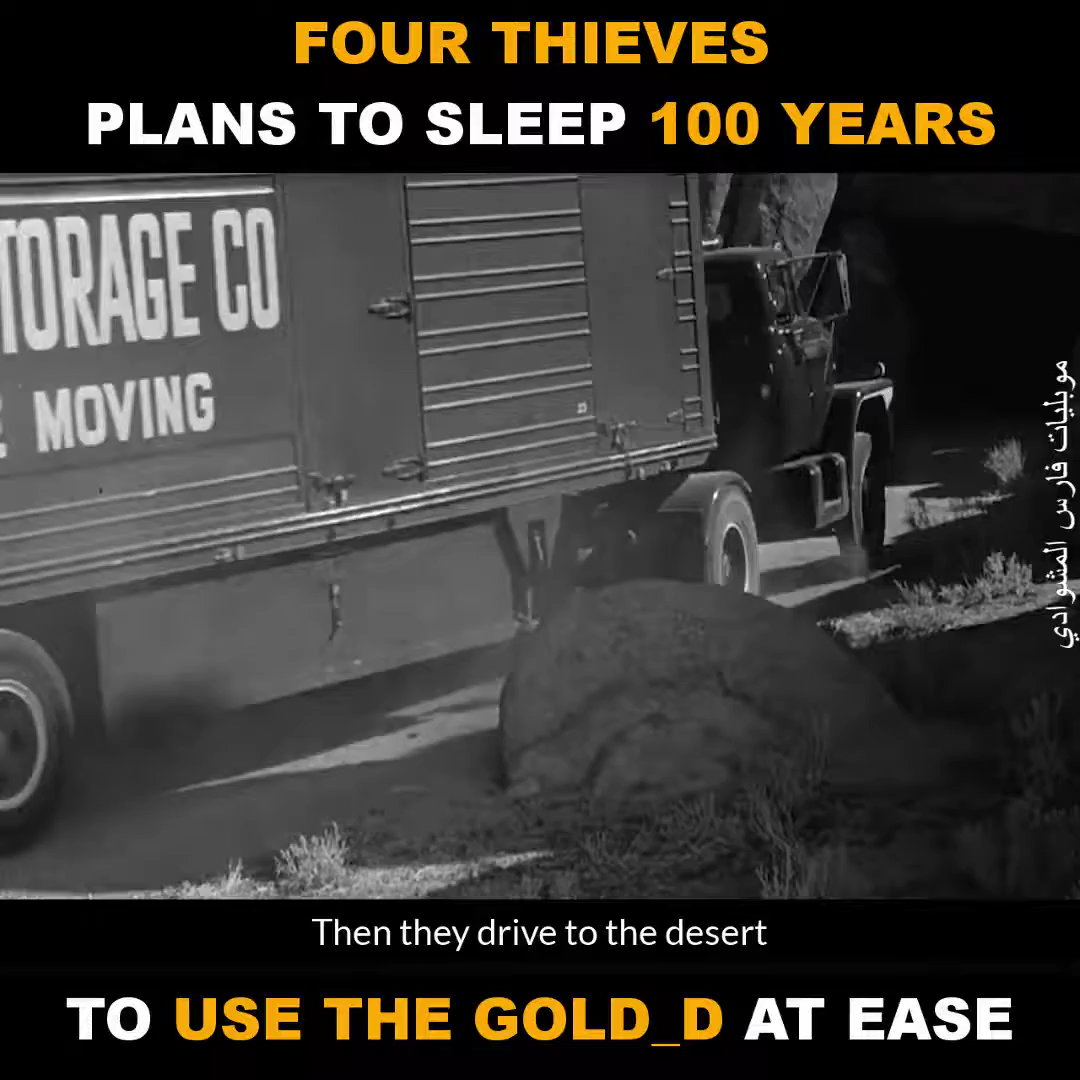 FOUR THIEVES
PLANS TO SLEEP 100 YEARS
TORAGE CO
E MOVING
موبليات فارس المشوادي
Then they drive to the desert
TO USE THE GOLD_D AT EASE